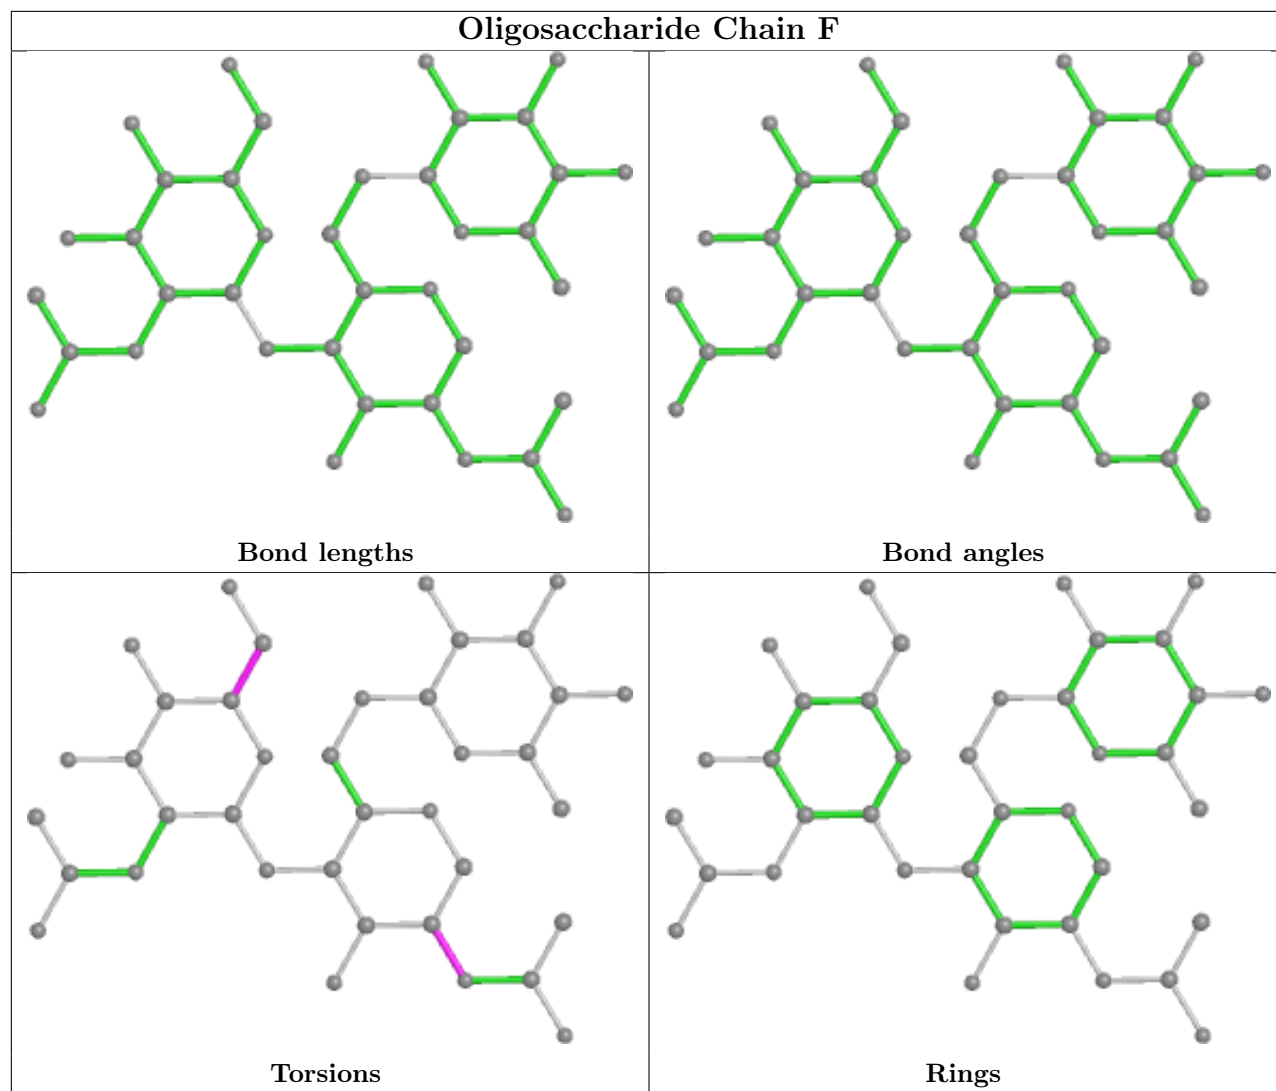 Oligosaccharide Chain F
Bond lengths
Bond angles
Torsions
Rings